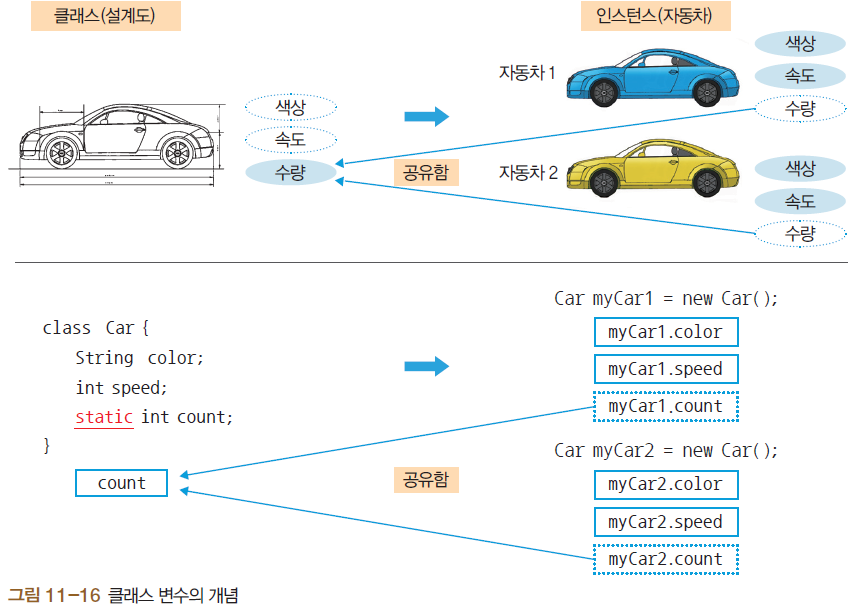 클래스(설계도)
인스턴스(자동차)
색상
속도
수량
자동차 1
색상
속도
수량
공유함
자동차 2
색상
속도
수량
class Car {
String color;
int speed;
static int count;
}
count
공유함
Car myCar1 = new Car();
myCar1.color
myCar1.speed
myCar1.count
Car myCar2 = new Car();
myCar2.color
myCar2.speed
myCar2.count
그림 11-16 클래스 변수의 개념